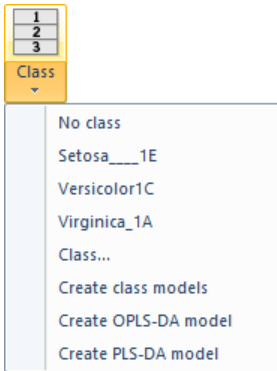 1
2
3
Class
No class
Setosa____1E
Versicolor1C
Virginica_1A
Class...
Create class models
Create OPLS-DA model
Create PLS-DA model